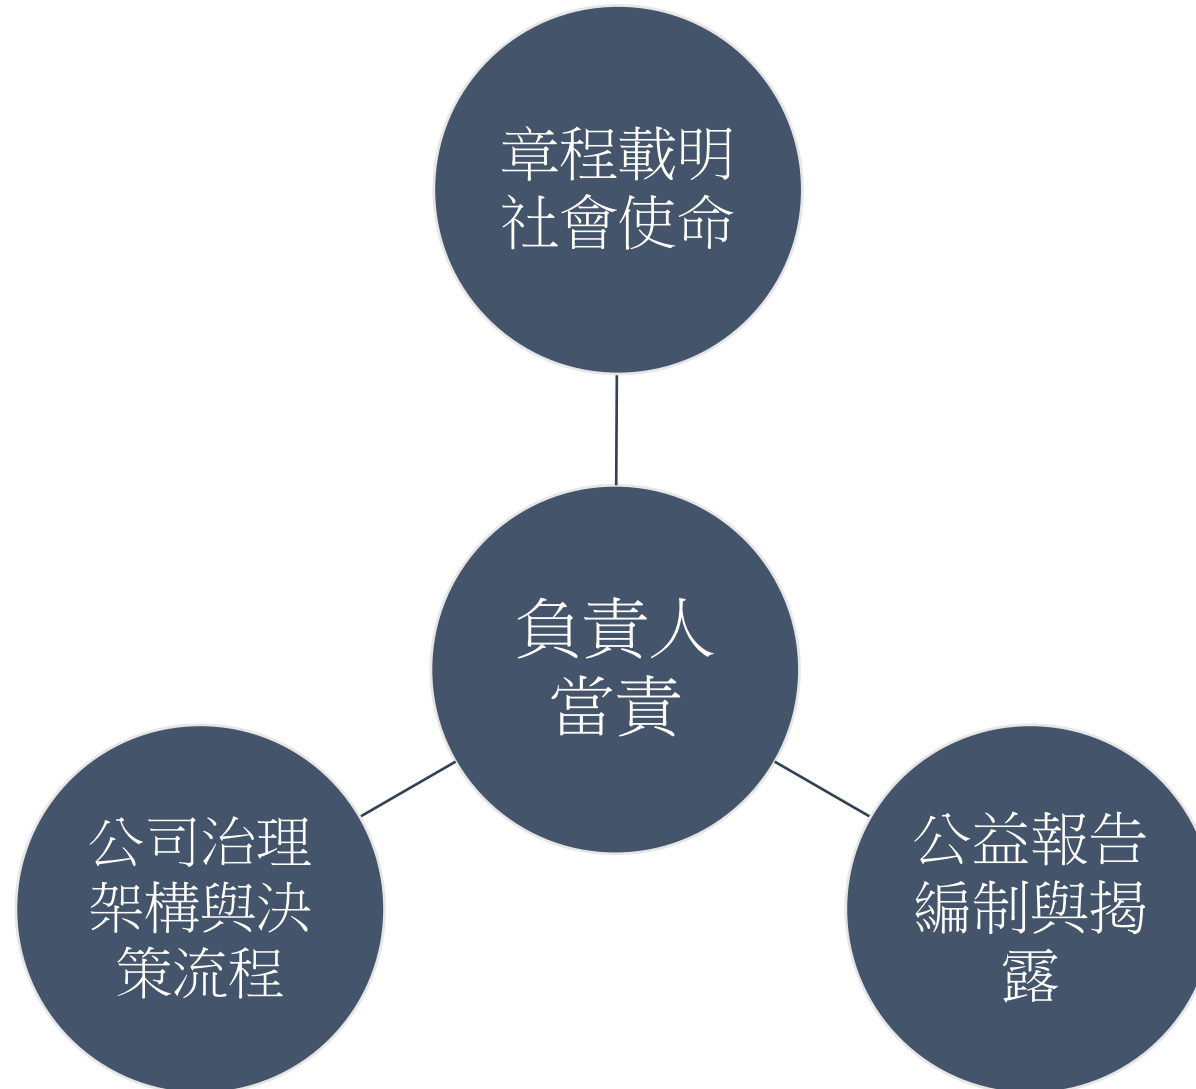 章程載明
社會使命
負責人
當責
公司治理
架構與決
策流程
公益報告
編制與揭
露